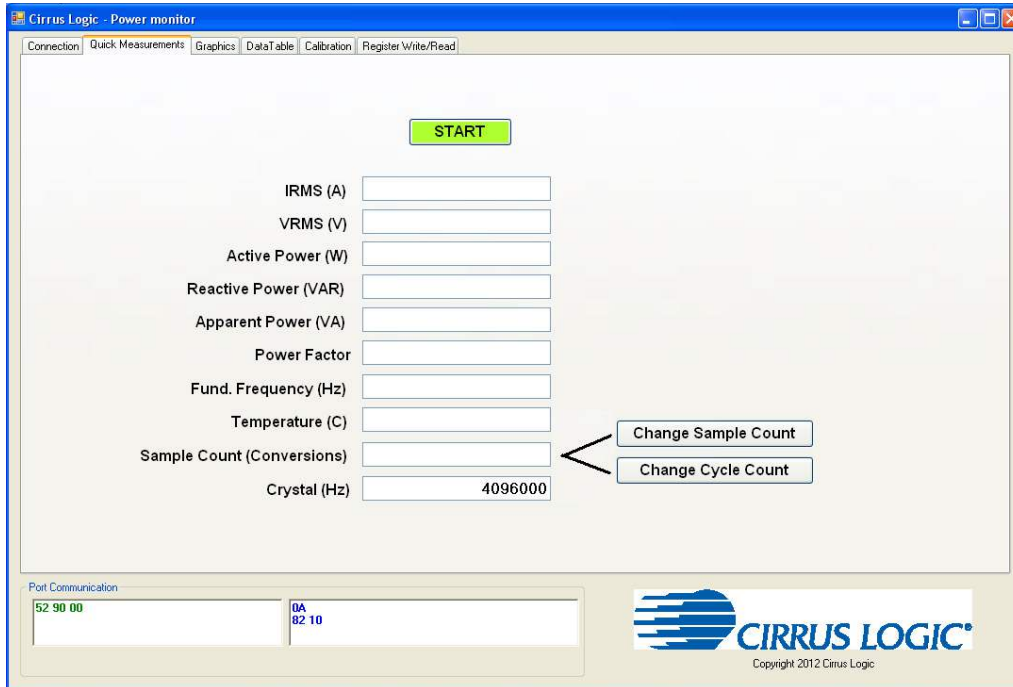 Cirrus Logic - Power monitor
Connection Quick Measurements Graphics DataTable Calibration Register Write/Read
START
IRMS (A)
VRMS (V)
Active Power (W)
Reactive Power (VAR)
Apparent Power (VA)
Power Factor
Fund. Frequency (Hz)
Temperature (C)
Sample Count (Conversions)
Change Sample Count
Change Cycle Count
Crystal (Hz) 4096000
Port Communication
52 90 00
0A
82 10
CIRRUS LOGIC®
Copyright 2012 Cirrus Logic